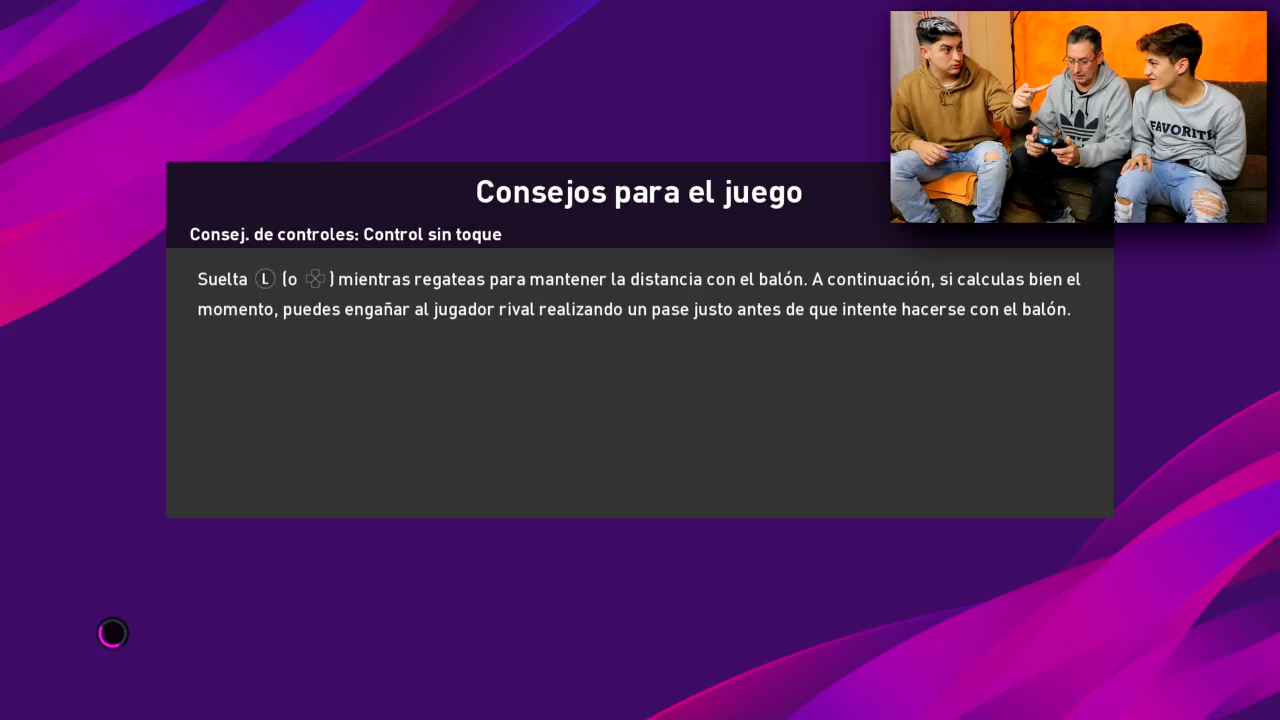 Consejos para el juego
Consej. de controles: Control sin toque
Suelta L (o ) mientras regateas para mantener la distancia con el balón. A continuación, si calculas bien el
momento, puedes engañar al jugador rival realizando un pase justo antes de que intente hacerse con el balón.
FAVORITE